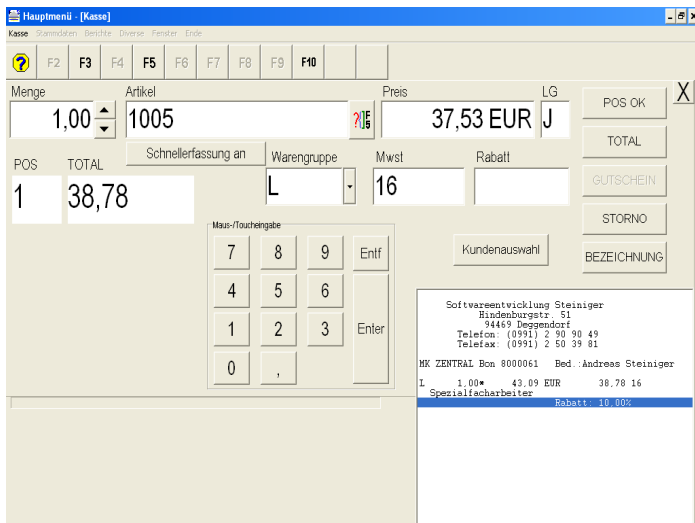 Hauptmenü - [Kasse]
Kasse Stammdaten Berichte Diverse Fenster Ende
? F2 F3 F4 F5 F6 F7 F8 F9 F10
Menge Artikel Preis LG
1,00 1005 37,53 EUR J
POS OK
X
TOTAL
Schnellerfassung an
POS TOTAL Warengruppe Mwst Rabatt
1 38,78 L 16
GUTSCHEIN
STORNO
Maus-/Toucheingabe
Kundenauswahl
BEZEICHNUNG
7 8 9 Entf
4 5 6
1 2 3 Enter
0 ,
Softwareentwicklung Steiniger
Hindenburgstr. 51
94469 Deggendorf
Telefon: (0991) 2 90 90 49
Telefax: (0991) 2 50 39 81
MK ZENTRAL Bon 8000061 Bed.:Andreas Steiniger
L 1.00* 43.09 EUR 38.78 16
Spezialfacharbeiter
Rabatt: 10,00%